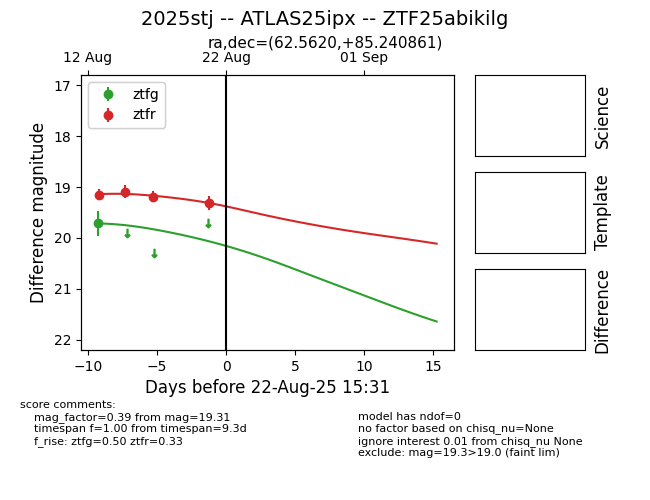 2025stj -- ATLAS25ipx -- ZTF25abikilg
ra,dec=(62.5620,+85.240861)
12 Aug 22 Aug 01 Sep
ztfg
ztfr
17
18
19
20
21
22
Difference magnitude
−10 −5 0 5 10 15
Days before 22-Aug-25 15:31
Science
Template
Difference
score comments:
mag_factor=0.39 from mag=19.31
timespan f=1.00 from timespan=9.3d
f_rise: ztfg=0.50 ztfr=0.33
model has ndof=0
no factor based on chisq_nu=None
ignore interest 0.01 from chisq_nu None
exclude: mag=19.3>19.0 (faint lim)